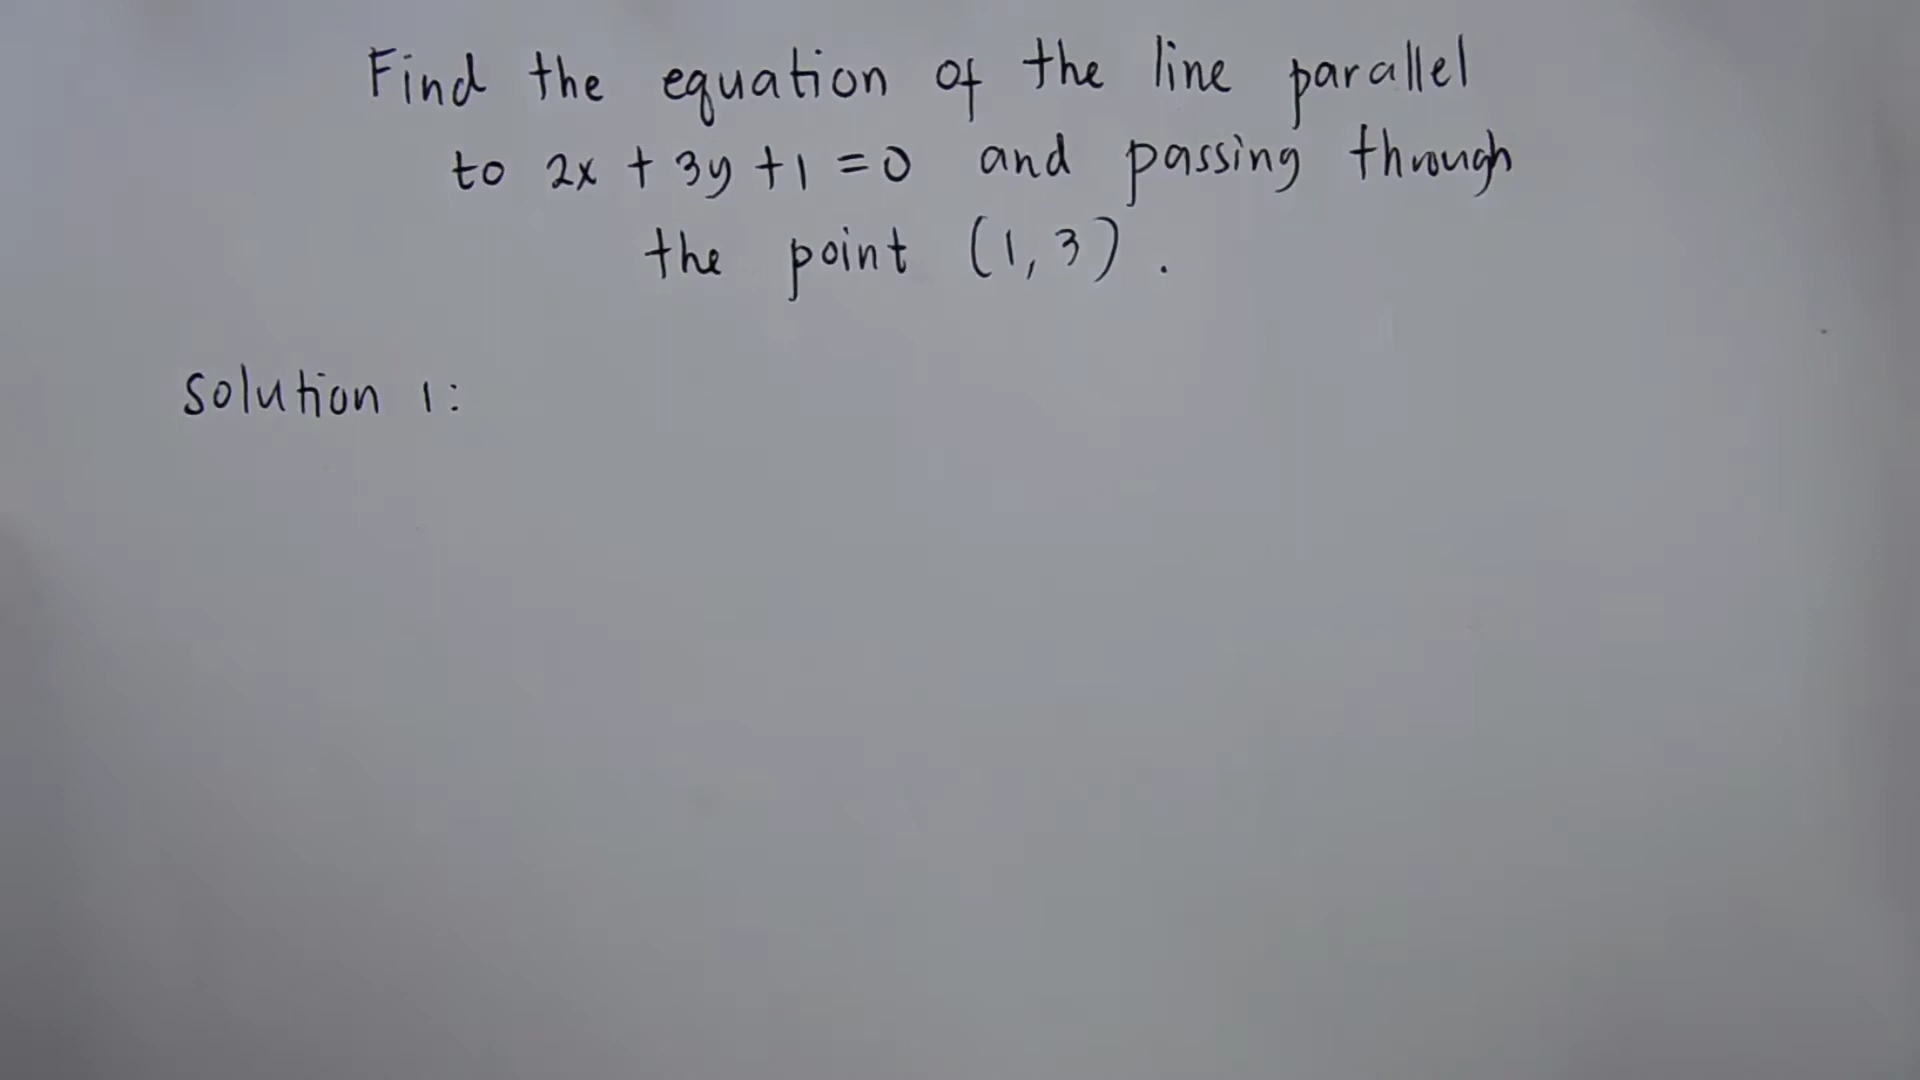 Find the equation of the line parallel
to 2x + 3y + 1 = 0 and passing through
the point (1, 3) .
Solution 1: